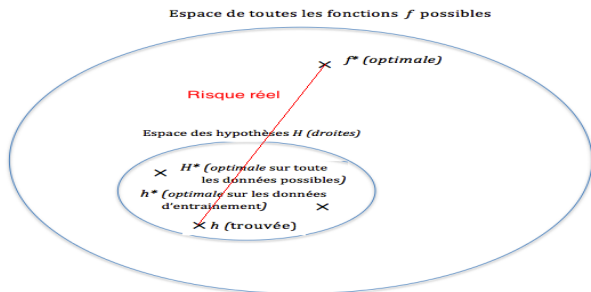 Espace de toutes les fonctions f possibles
f* (optimale)
Risque réel
Espace des hypothèses H (droites)
H* (optimale sur toute
les données possibles)
h* (optimale sur les données
d'entrainement)
h (trouvée)